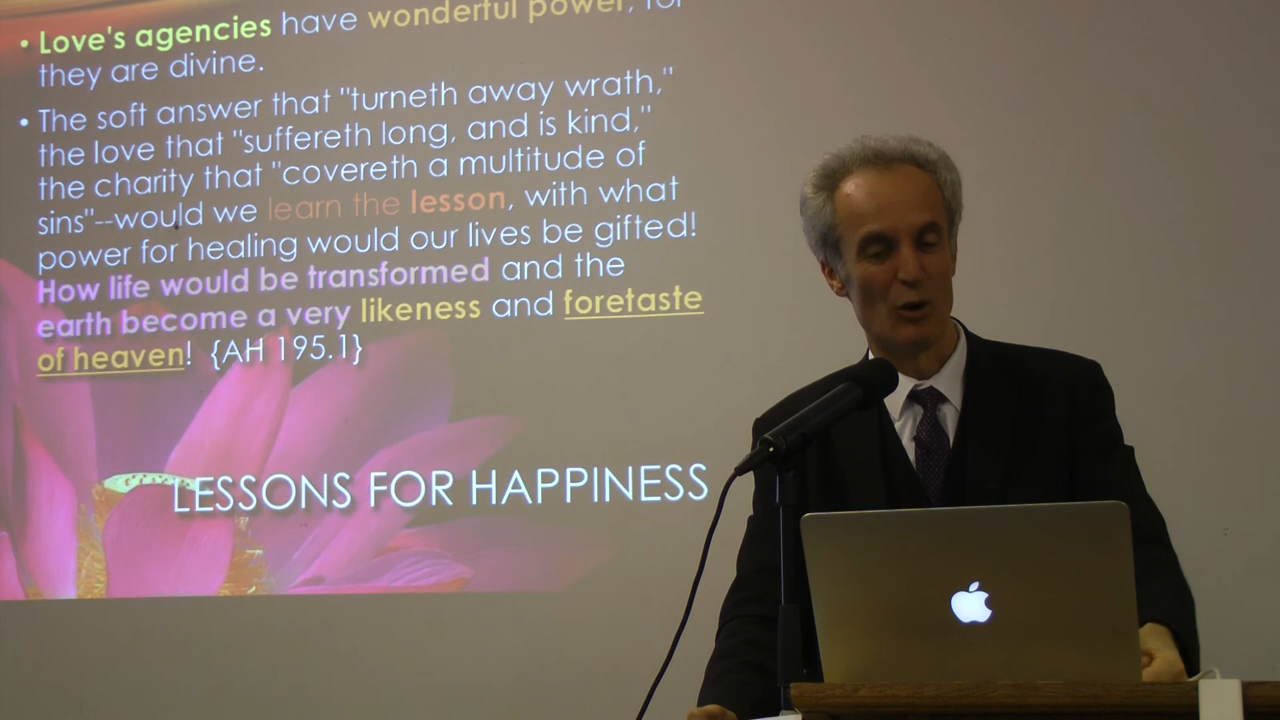 • Love's agencies have wonderful power, for
they are divine.
• The soft answer that "turneth away wrath,"
the love that "suffereth long, and is kind,"
the charity that "covereth a multitude of
sins"--would we learn the lesson, with what
power for healing would our lives be gifted!
How life would be transformed and the
earth become a very likeness and foretaste
of heaven! {AH 195.1}
LESSONS FOR HAPPINESS